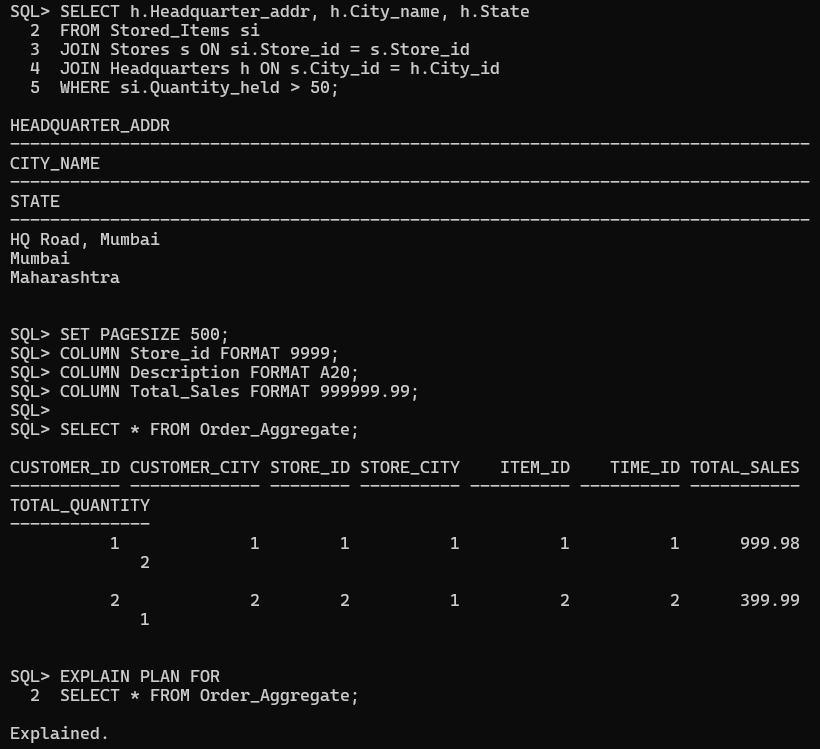 SQL> SELECT h.Headquarter_addr, h.City_name, h.State
  2  FROM Stored_Items si
  3  JOIN Stores s ON si.Store_id = s.Store_id
  4  JOIN Headquarters h ON s.City_id = h.City_id
  5  WHERE si.Quantity_held > 50;

HEADQUARTER_ADDR
--------------------------------------------------------------------------------
CITY_NAME
--------------------------------------------------------------------------------
STATE
--------------------------------------------------------------------------------
HQ Road, Mumbai
Mumbai
Maharashtra


SQL> SET PAGESIZE 500;
SQL> COLUMN Store_id FORMAT 9999;
SQL> COLUMN Description FORMAT A20;
SQL> COLUMN Total_Sales FORMAT 999999.99;
SQL>
SQL> SELECT * FROM Order_Aggregate;

CUSTOMER_ID CUSTOMER_CITY STORE_ID STORE_CITY    ITEM_ID    TIME_ID TOTAL_SALES
----------- ------------- -------- ---------- ---------- ---------- -----------
TOTAL_QUANTITY
--------------
          1             1        1          1          1          1      999.98
             2

          2             2        2          1          2          2      399.99
             1


SQL> EXPLAIN PLAN FOR
  2  SELECT * FROM Order_Aggregate;

Explained.